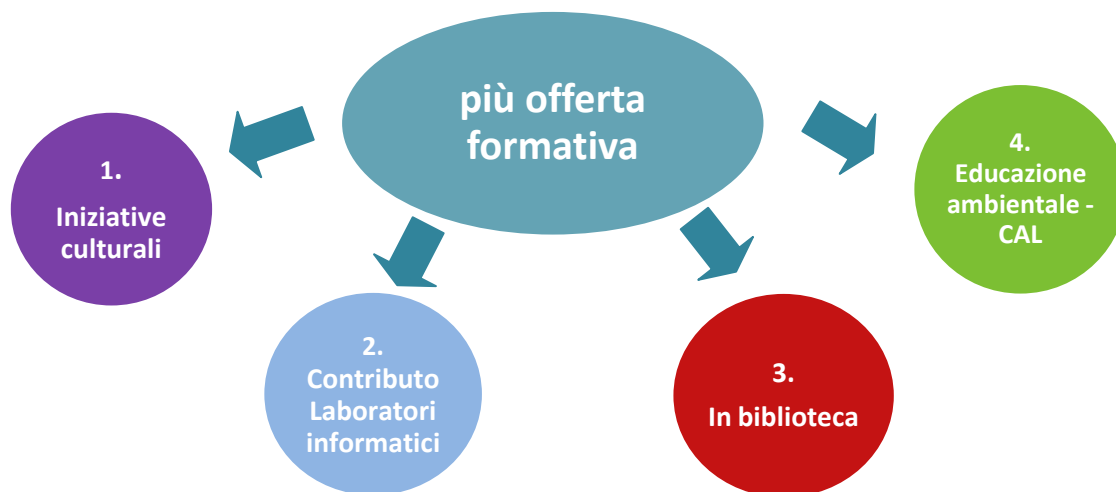 più offerta
formativa
1.
Iniziative
culturali
2.
Contributo
Laboratori
informatici
3.
In biblioteca
4.
Educazione
ambientale -
CAL